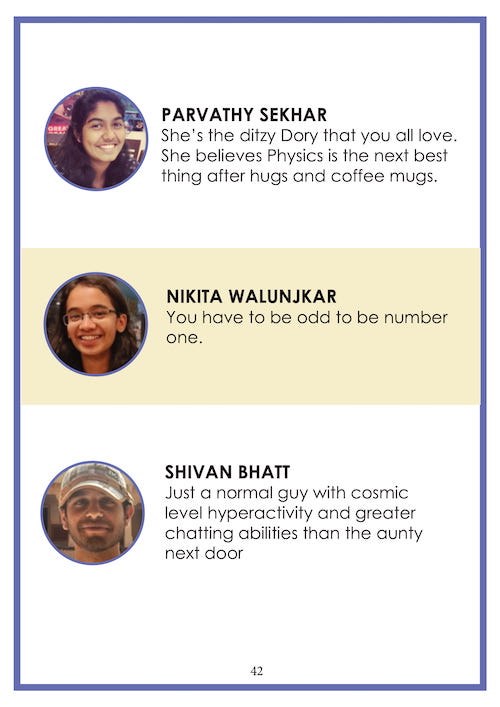 PARVATHY SEKHAR
She's the ditzy Dory that you all love.
She believes Physics is the next best
thing after hugs and coffee mugs.
NIKITA WALUNJKAR
You have to be odd to be number
one.
SHIVAN BHATT
Just a normal guy with cosmic
level hyperactivity and greater
chatting abilities than the aunty
next door
42